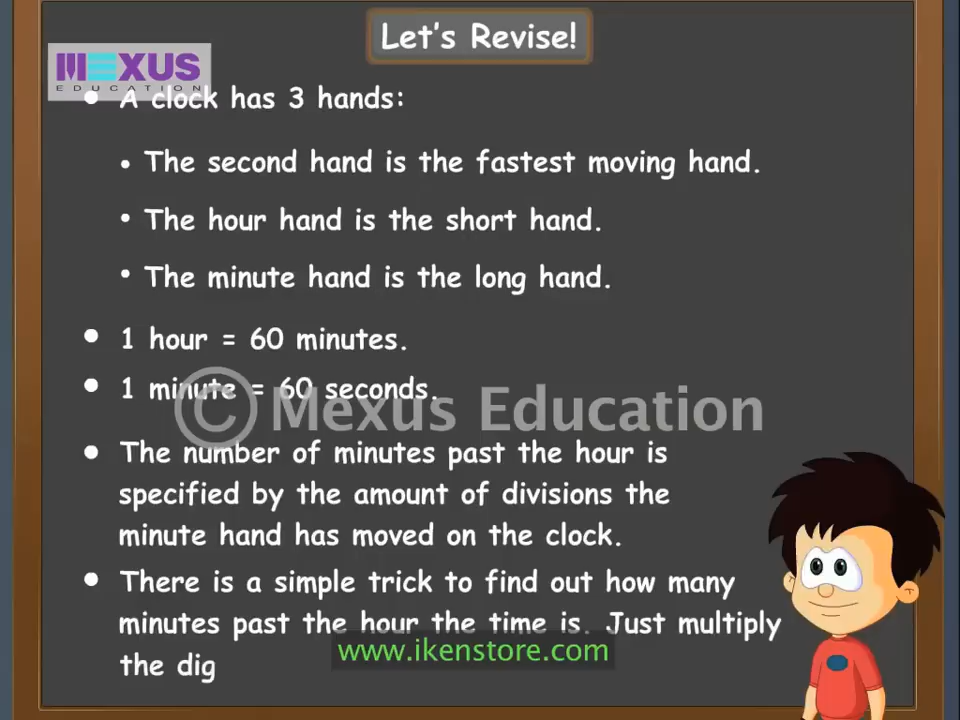 Let's Revise!
MEXUS
EDUCATION
• A clock has 3 hands:
• The second hand is the fastest moving hand.
• The hour hand is the short hand.
• The minute hand is the long hand.
• 1 hour = 60 minutes.
• 1 minute = 60 seconds.
© Mexus Education
• The number of minutes past the hour is
specified by the amount of divisions the
minute hand has moved on the clock.
• There is a simple trick to find out how many
minutes past the hour the time is. Just multiply
www.ikenstore.com
the dig